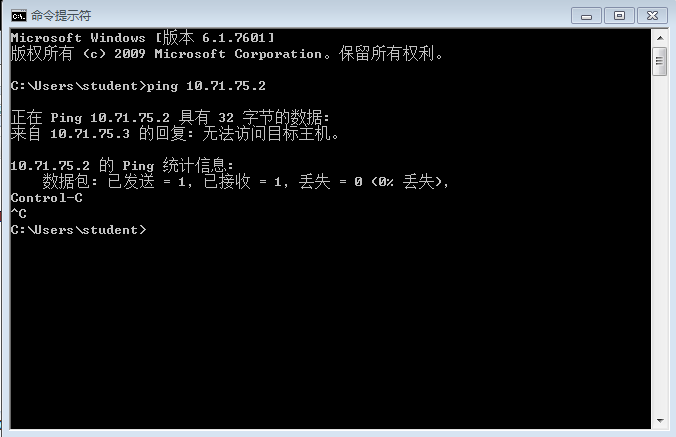 命令提示符
Microsoft Windows [版本 6.1.7601]
版权所有 (c) 2009 Microsoft Corporation。保留所有权利。
C:\Users\student>ping 10.71.75.2
正在 Ping 10.71.75.2 具有 32 字节的数据:
来自 10.71.75.3 的回复: 无法访问目标主机。
10.71.75.2 的 Ping 统计信息:
数据包: 已发送 = 1, 已接收 = 1, 丢失 = 0 (0% 丢失),
Control-C
^C
C:\Users\student>